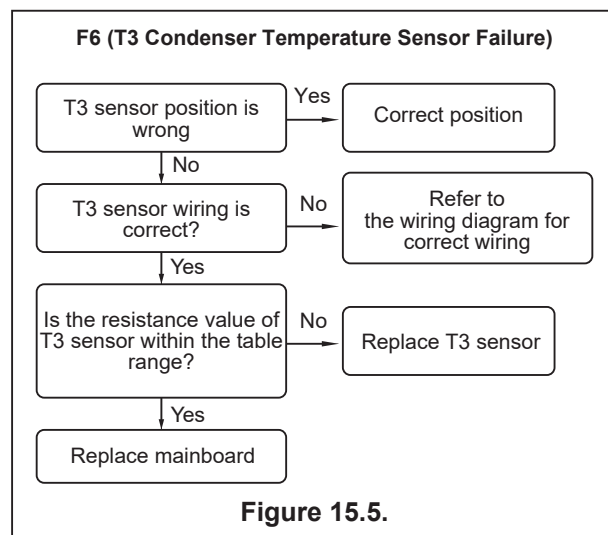 F6 (T3 Condenser Temperature Sensor Failure)
T3 sensor position is
wrong
Yes
Correct position
No
T3 sensor wiring is
correct?
No
Refer to
the wiring diagram for
correct wiring
Yes
Is the resistance value of
T3 sensor within the table
range?
No
Replace T3 sensor
Yes
Replace mainboard
Figure 15.5.